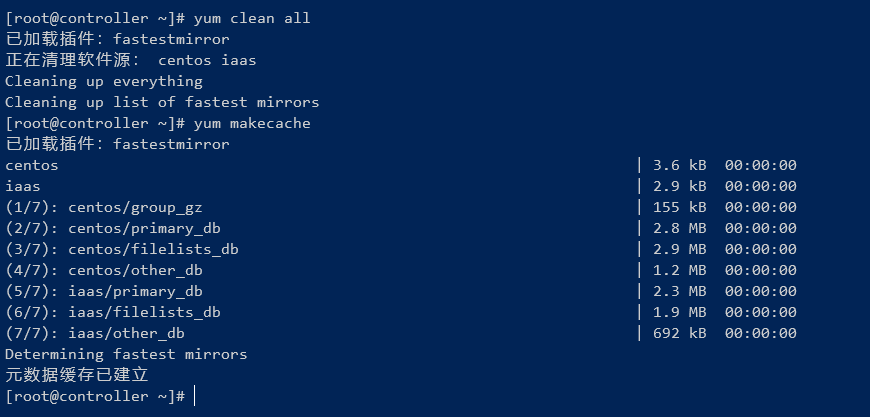 [root@controller ~]# yum clean all
已加载插件：fastestmirror
正在清理软件源： centos iaas
Cleaning up everything
Cleaning up list of fastest mirrors
[root@controller ~]# yum makecache
已加载插件：fastestmirror
centos | 3.6 kB 00:00:00
iaas | 2.9 kB 00:00:00
(1/7): centos/group_gz | 155 kB 00:00:00
(2/7): centos/primary_db | 2.8 MB 00:00:00
(3/7): centos/filelists_db | 2.9 MB 00:00:00
(4/7): centos/other_db | 1.2 MB 00:00:00
(5/7): iaas/primary_db | 2.3 MB 00:00:00
(6/7): iaas/filelists_db | 1.9 MB 00:00:00
(7/7): iaas/other_db | 692 kB 00:00:00
Determining fastest mirrors
元数据缓存已建立
[root@controller ~]#